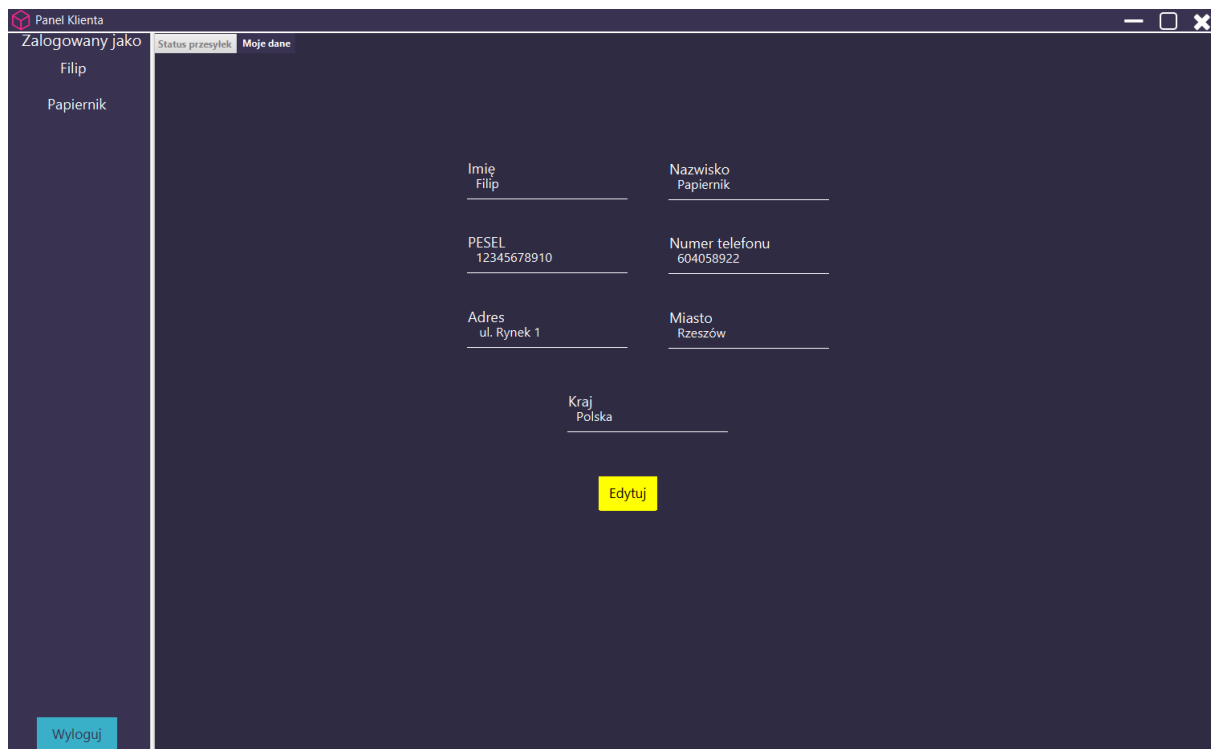 Panel Klienta
Zalogowany jako
Filip
Papiernik
Status przesyłek Moje dane
Imię Nazwisko
Filip Papiernik
PESEL Numer telefonu
12345678910 604058922
Adres Miasto
ul. Rynek 1 Rzeszów
Kraj
Polska
Edytuj
Wyloguj